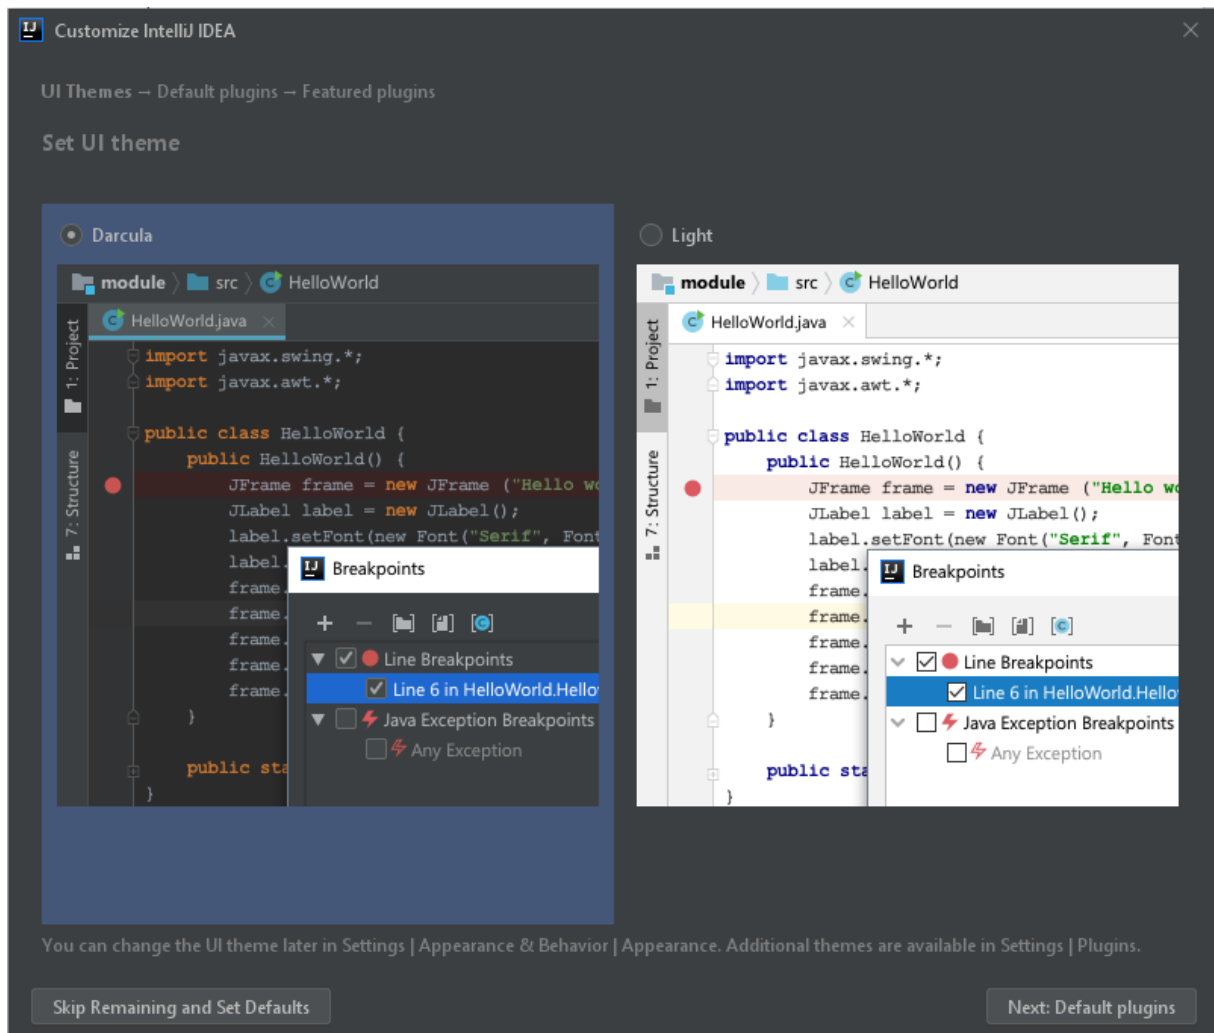 IJ Customize IntelliJ IDEA
UI Themes → Default plugins → Featured plugins
Set UI theme
Darcula
module 〉 src 〉 C HelloWorld
C HelloWorld.java
1: Project
7: Structure
import javax.swing.*;
import javax.awt.*;
public class HelloWorld {
public HelloWorld() {
JFrame frame = new JFrame ("Hello wo
JLabel label = new JLabel();
label.setFont(new Font("Serif", Font
label.
frame.
frame.
frame.
frame.
frame.
}
public sta
}
IJ Breakpoints
Line Breakpoints
Line 6 in HelloWorld.Hello
Java Exception Breakpoints
Any Exception
Light
module 〉 src 〉 C HelloWorld
C HelloWorld.java
1: Project
7: Structure
import javax.swing.*;
import javax.awt.*;
public class HelloWorld {
public HelloWorld() {
JFrame frame = new JFrame ("Hello wo
JLabel label = new JLabel();
label.setFont(new Font("Serif", Font
label.
frame.
frame.
frame.
frame.
frame.
}
public sta
}
IJ Breakpoints
Line Breakpoints
Line 6 in HelloWorld.Hello
Java Exception Breakpoints
Any Exception
You can change the UI theme later in Settings | Appearance & Behavior | Appearance. Additional themes are available in Settings | Plugins.
Skip Remaining and Set Defaults
Next: Default plugins